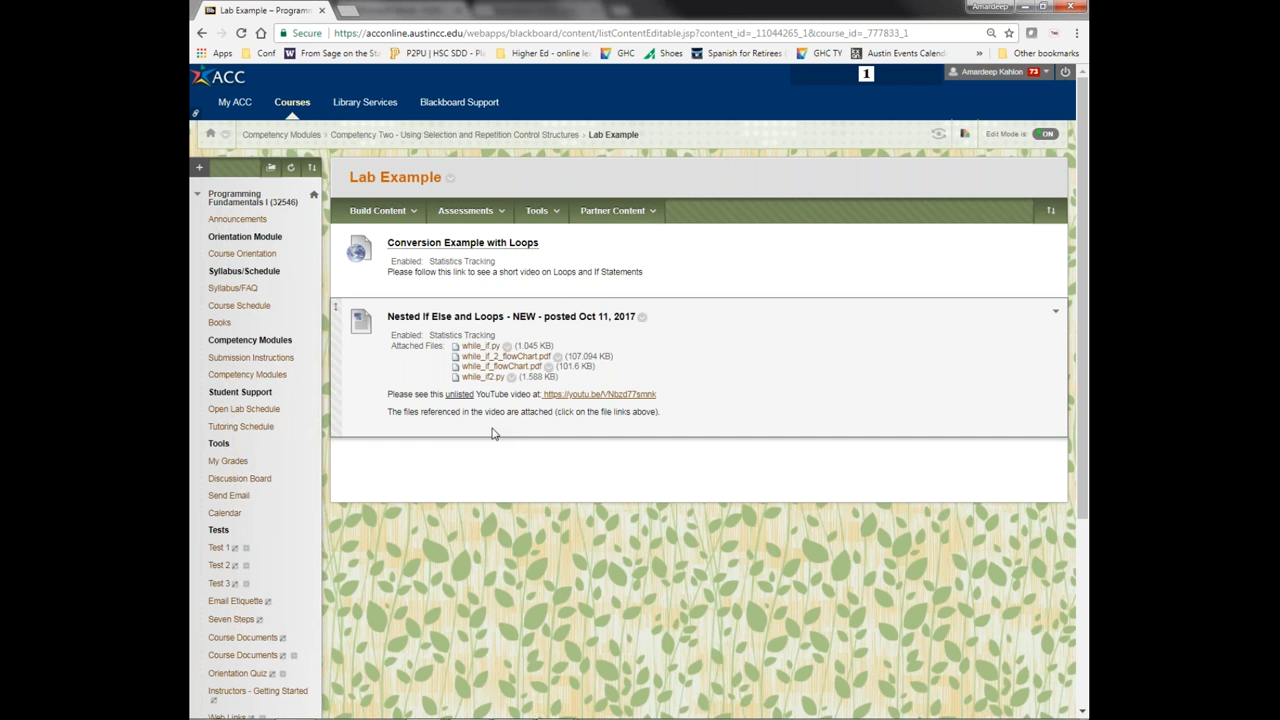 Lab Example – Programm
Amardeep
Secure
https://acconline.austincc.edu/webapps/blackboard/content/listContentEditable.jsp?content_id=_11044265_1&course_id=_777833_1
Apps
Conf
From Sage on the Sta
P2PU | HSC SDD - Ple
Higher Ed - online le
GHC
Shoes
Spanish for Retirees
GHC TY
Austin Events Calend
»
Other bookmarks
ACC
1
Amardeep Kahlon 73
My ACC
Courses
Library Services
Blackboard Support
Competency Modules
Competency Two - Using Selection and Repetition Control Structures
Lab Example
Edit Mode is: ON
Programming
Fundamentals I (32546)
Announcements
Orientation Module
Course Orientation
Syllabus/Schedule
Syllabus/FAQ
Course Schedule
Books
Competency Modules
Submission Instructions
Competency Modules
Student Support
Open Lab Schedule
Tutoring Schedule
Tools
My Grades
Discussion Board
Send Email
Calendar
Tests
Test 1
Test 2
Test 3
Email Etiquette
Seven Steps
Course Documents
Course Documents
Orientation Quiz
Instructors - Getting Started
Web Links
Lab Example
Build Content
Assessments
Tools
Partner Content
Conversion Example with Loops
Enabled: Statistics Tracking
Please follow this link to see a short video on Loops and If Statements
Nested If Else and Loops - NEW - posted Oct 11, 2017
Enabled: Statistics Tracking
Attached Files: while_if.py (1.045 KB)
while_if_2_flowChart.pdf (107.094 KB)
while_if_flowChart.pdf (101.6 KB)
while_if2.py (1.588 KB)
Please see this unlisted YouTube video at: https://youtu.be/VNbzd77smnk
The files referenced in the video are attached (click on the file links above).